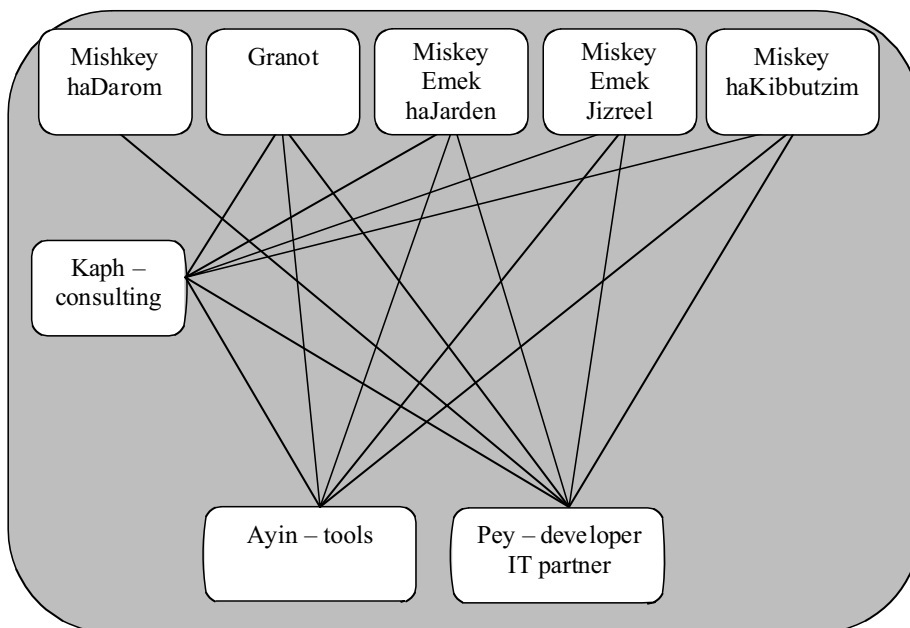 Mishkey
haDarom
Granot
Miskey
Emek
haJarden
Miskey
Emek
Jizreel
Miskey
haKibbutzim
Kaph –
consulting
Ayin – tools
Pey – developer
IT partner